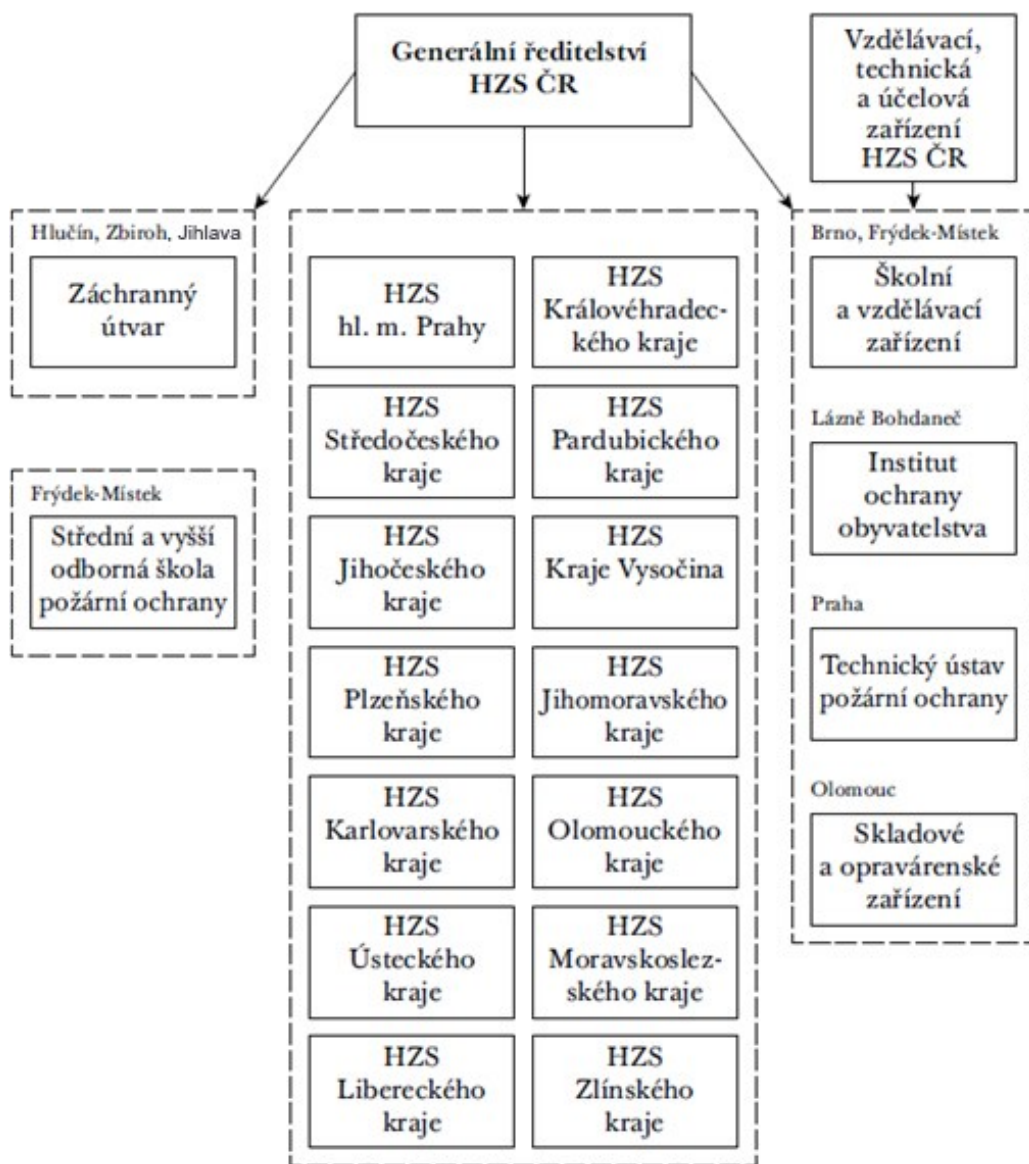 Generální ředitelství
HZS ČR
Vzdělávací,
technická
a účelová
zařízení
HZS ČR
Hlučín, Zbiroh, Jihlava
Záchranný
útvar
Frýdek-Místek
Střední a vyšší
odborná škola
požární ochrany
HZS
hl. m. Prahy
HZS
Královéhradec-
kého kraje
HZS
Středočeského
kraje
HZS
Pardubického
kraje
HZS
Jihočeského
kraje
HZS
Kraje Vysočina
HZS
Plzeňského
kraje
HZS
Jihomoravského
kraje
HZS
Karlovarského
kraje
HZS
Olomouckého
kraje
HZS
Ústeckého
kraje
HZS
Moravskoslez-
ského kraje
HZS
Libereckého
kraje
HZS
Zlínského
kraje
Brno, Frýdek-Místek
Školní
a vzdělávací
zařízení
Lázně Bohdaneč
Institut
ochrany
obyvatelstva
Praha
Technický ústav
požární ochrany
Olomouc
Skladové
a opravárenské
zařízení